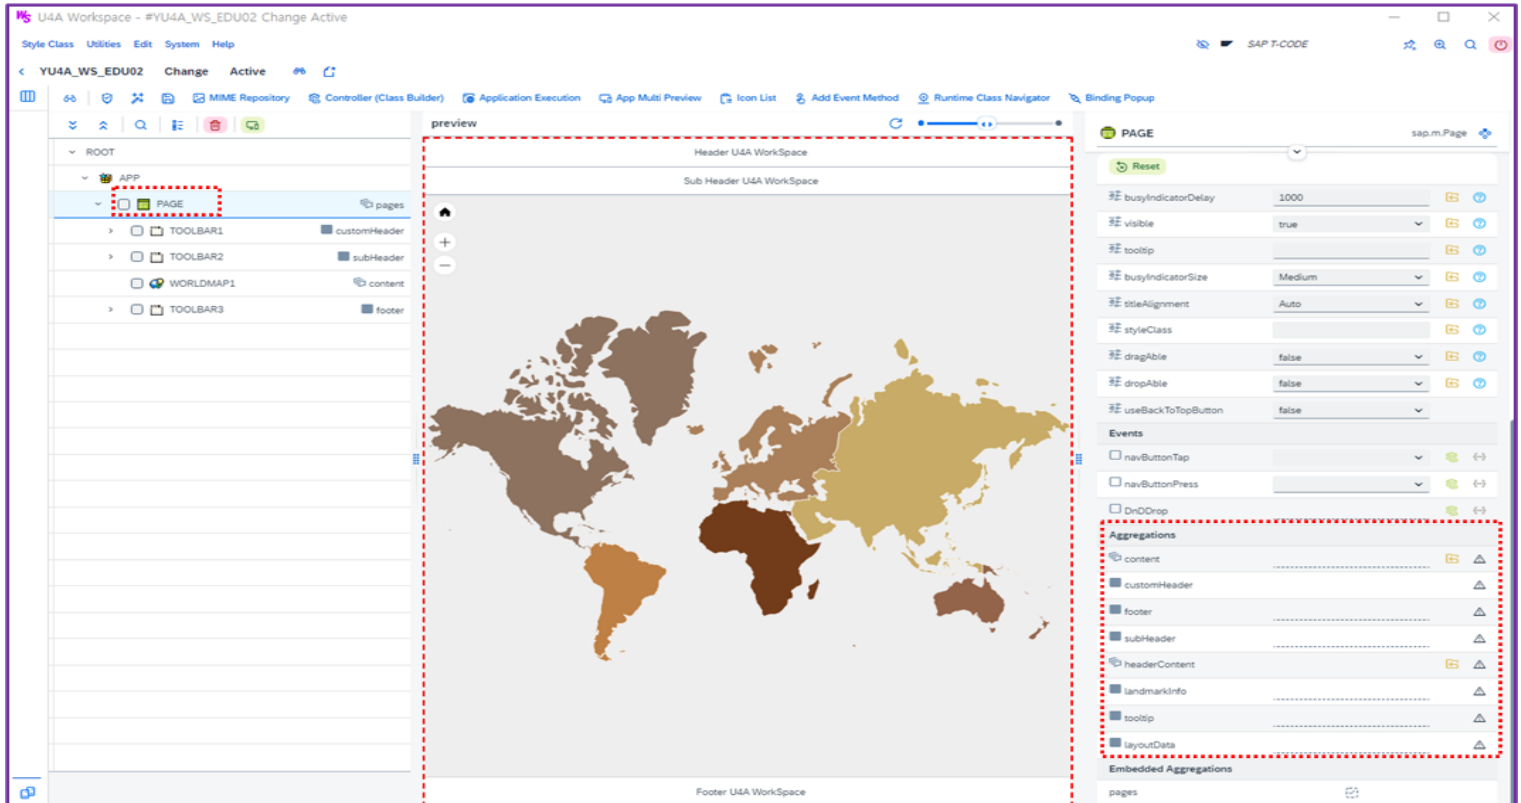 WS U4A Workspace - #YU4A_WS_EDU02 Change Active
Style Class Utilities Edit System Help
SAP T-CODE
YU4A_WS_EDU02 Change Active
MIME Repository Controller (Class Builder) Application Execution App Multi Preview Icon List Add Event Method Runtime Class Navigator Binding Popup
ROOT
APP
PAGE pages
TOOLBAR1 customHeader
TOOLBAR2 subHeader
WORLDMAP1 content
TOOLBAR3 footer
preview
Header U4A WorkSpace
Sub Header U4A WorkSpace
Footer U4A WorkSpace
PAGE sap.m.Page
Reset
busyIndicatorDelay 1000
visible true
tooltip
busyIndicatorSize Medium
titleAlignment Auto
styleClass
dragAble false
dropAble false
useBackToTopButton false
Events
navButtonTap
navButtonPress
DnDDrop
Aggregations
content
customHeader
footer
subHeader
headerContent
landmarkInfo
tooltip
layoutData
Embedded Aggregations
pages